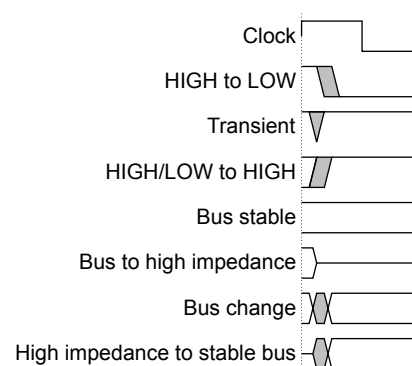 Clock
HIGH to LOW
Transient
HIGH/LOW to HIGH
Bus stable
Bus to high impedance
Bus change
High impedance to stable bus